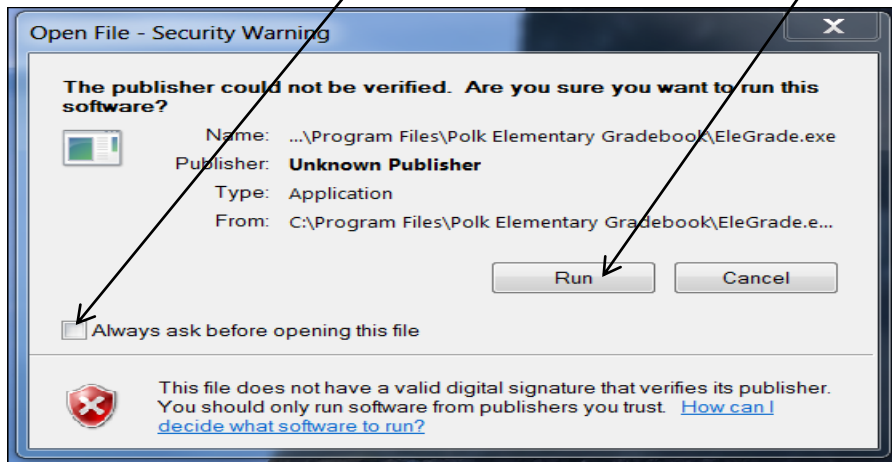 Open File - Security Warning
X
The publisher could not be verified. Are you sure you want to run this
software?
Name: ...\Program Files\Polk Elementary Gradebook\EleGrade.exe
Publisher: Unknown Publisher
Type: Application
From: C:\Program Files\Polk Elementary Gradebook\EleGrade.e...
Run Cancel
Always ask before opening this file
This file does not have a valid digital signature that verifies its publisher.
You should only run software from publishers you trust. How can I
decide what software to run?